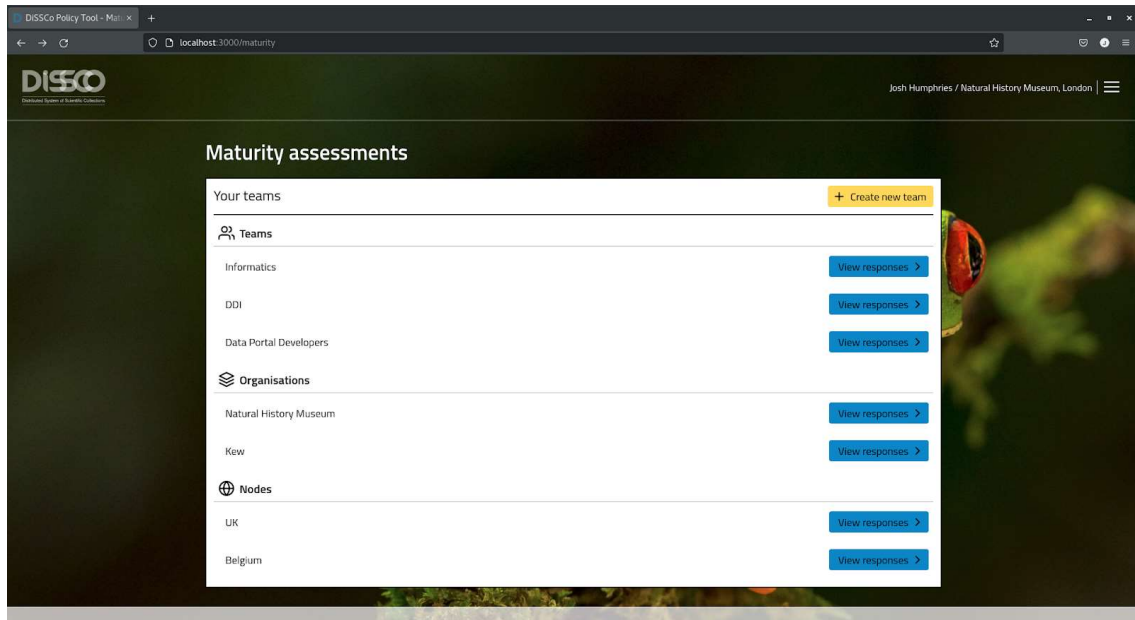 DiSSCo Policy Tool - Matu
localhost:3000/maturity
DiSSCo
Distributed System of Scientific Collections
Josh Humphries / Natural History Museum, London
Maturity assessments
Your teams
+ Create new team
Teams
Informatics
View responses
DDI
View responses
Data Portal Developers
View responses
Organisations
Natural History Museum
View responses
Kew
View responses
Nodes
UK
View responses
Belgium
View responses